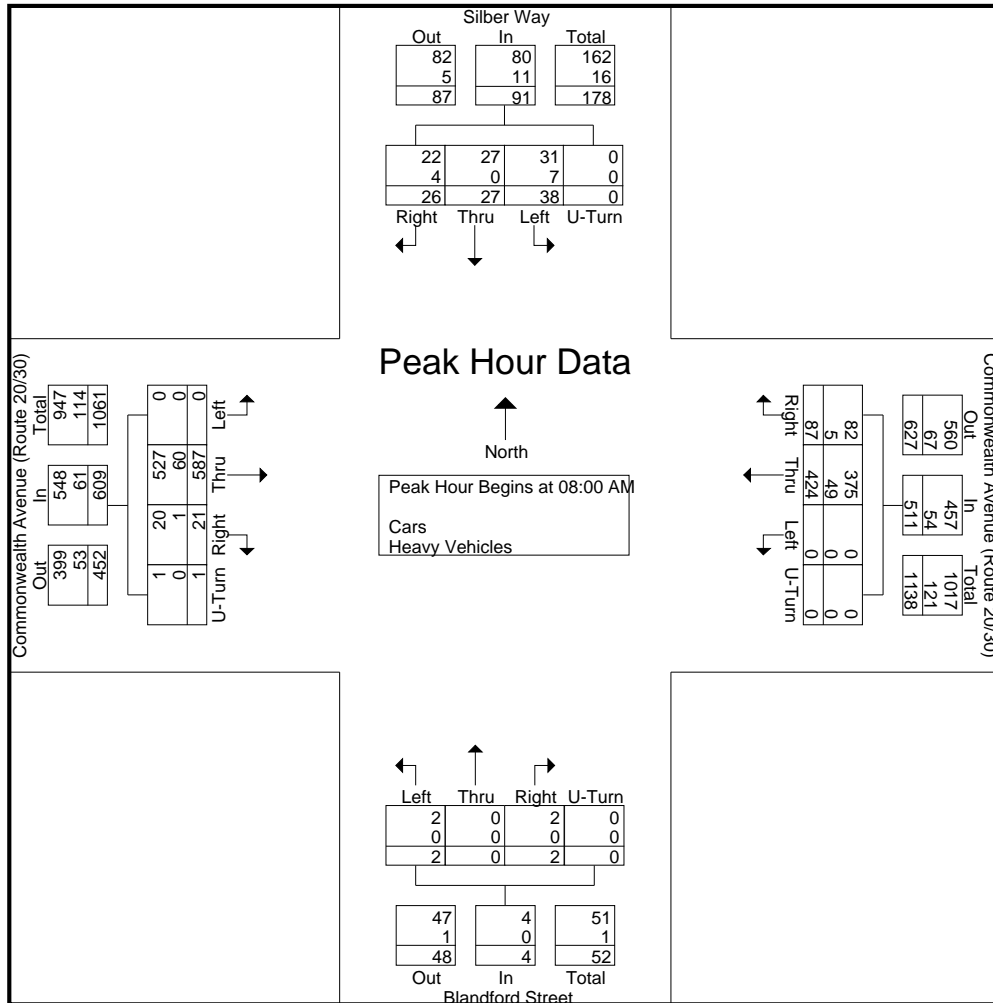 Silber Way
Out In Total
82 80 162
5 11 16
87 91 178
22 27 31 0
4 0 7 0
26 27 38 0
Right Thru Left U-Turn
Peak Hour Data
North
Peak Hour Begins at 08:00 AM
Cars
Heavy Vehicles
Commonwealth Avenue (Route 20/30)
Out In Total
399 548 947
53 61 114
452 609 1061
1 20 527 0
0 1 60 0
1 21 587 0
U-Turn Right Thru Left
Commonwealth Avenue (Route 20/30)
Out In Total
560 457 1017
67 54 121
627 511 1138
82 375 0 0
5 49 0 0
87 424 0 0
Right Thru Left U-Turn
Left Thru Right U-Turn
2 0 2 0
0 0 0 0
2 0 2 0
47 4 51
1 0 1
48 4 52
Out In Total
Blandford Street